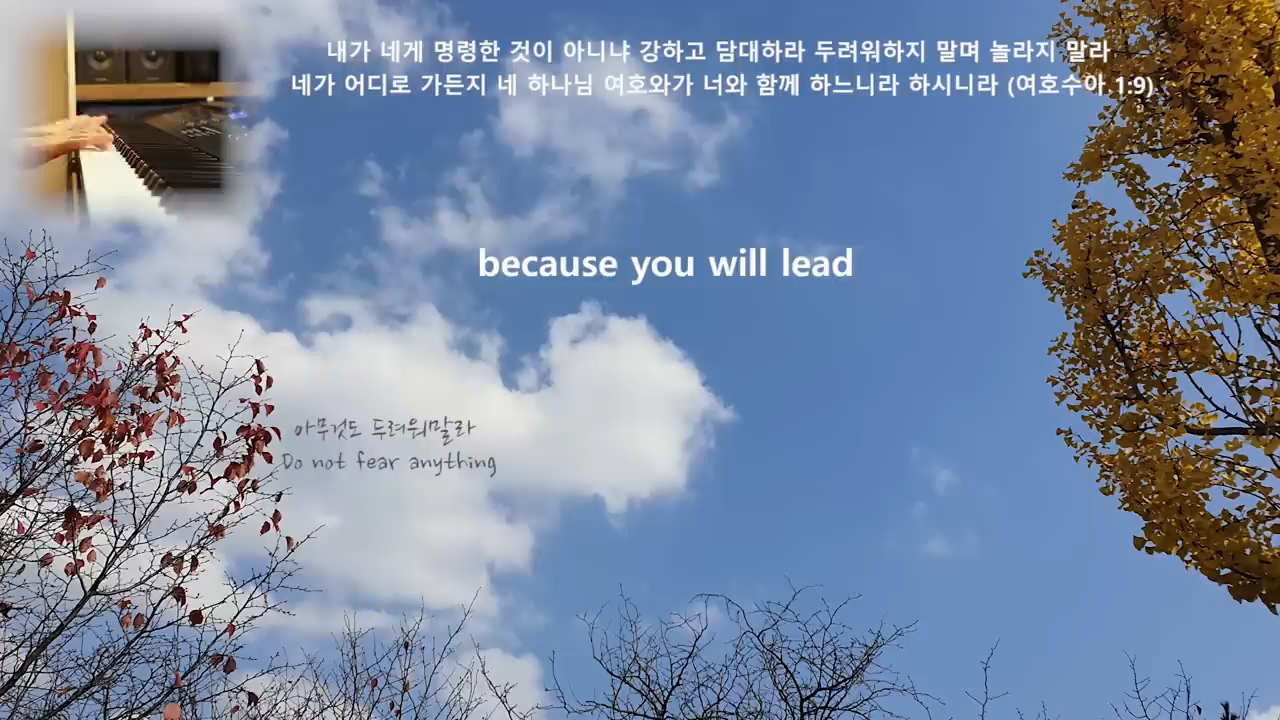 내가 네게 명령한 것이 아니냐 강하고 담대하라 두려워하지 말며 놀라지 말라
네가 어디로 가든지 네 하나님 여호와가 너와 함께 하느니라 하시니라 (여호수아 1:9)
because you will lead
아무것도 두려워말라
Do not fear anything